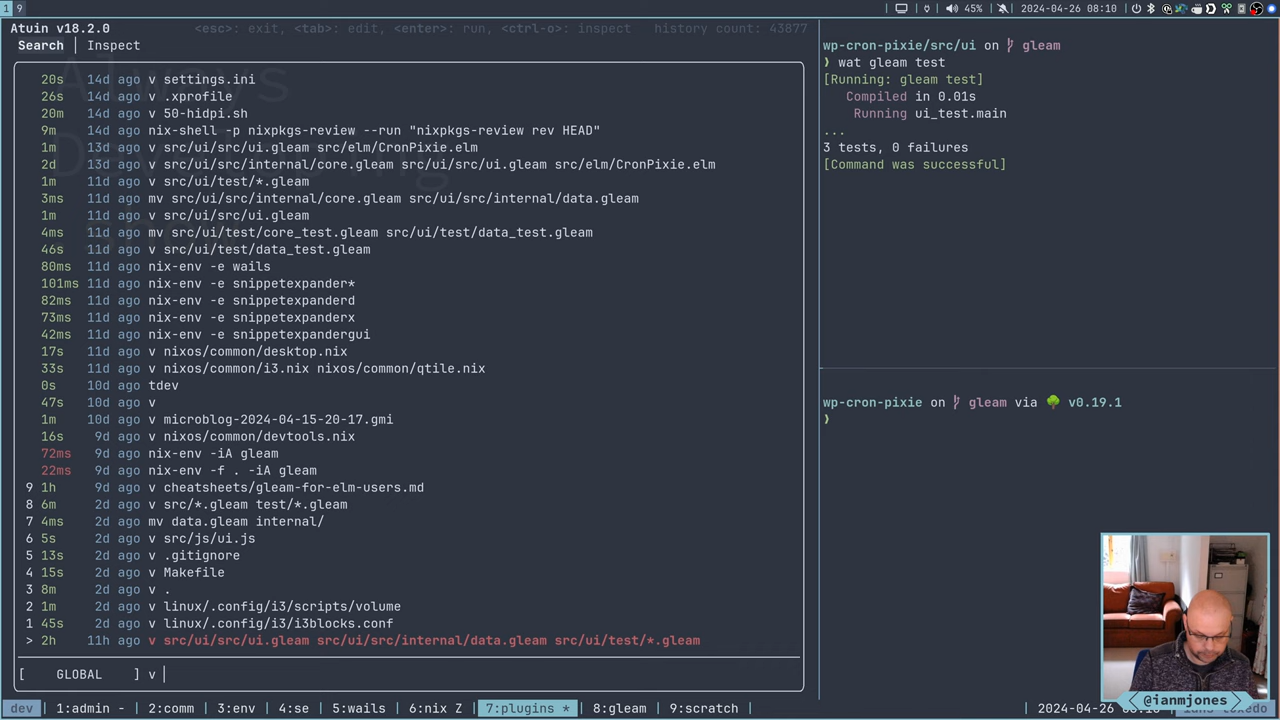 1 9
45%
2024-04-26 08:10
Atuin v18.2.0
<esc>: exit, <tab>: edit, <enter>: run, <ctrl-o>: inspect
history count: 43877
Search | Inspect
Always
Developing
20s 14d ago v settings.ini
26s 14d ago v .xprofile
20m 14d ago v 50-hidpi.sh
9m 14d ago nix-shell -p nixpkgs-review --run "nixpkgs-review rev HEAD"
1m 13d ago v src/ui/src/ui.gleam src/elm/CronPixie.elm
2d 13d ago v src/ui/src/internal/core.gleam src/ui/src/ui.gleam src/elm/CronPixie.elm
1m 11d ago v src/ui/test/*.gleam
3ms 11d ago mv src/ui/src/internal/core.gleam src/ui/src/internal/data.gleam
1m 11d ago v src/ui/src/ui.gleam
4ms 11d ago mv src/ui/test/core_test.gleam src/ui/test/data_test.gleam
46s 11d ago v src/ui/test/data_test.gleam
80ms 11d ago nix-env -e wails
101ms 11d ago nix-env -e snippetexpander*
82ms 11d ago nix-env -e snippetexpanderd
73ms 11d ago nix-env -e snippetexpanderx
42ms 11d ago nix-env -e snippetexpandergui
17s 11d ago v nixos/common/desktop.nix
33s 11d ago v nixos/common/i3.nix nixos/common/qtile.nix
0s 10d ago tdev
47s 10d ago v
1m 10d ago v microblog-2024-04-15-20-17.gmi
16s 9d ago v nixos/common/devtools.nix
72ms 9d ago nix-env -iA gleam
22ms 9d ago nix-env -f . -iA gleam
9 1h 9d ago v cheatsheets/gleam-for-elm-users.md
8 6m 2d ago v src/*.gleam test/*.gleam
7 4ms 2d ago mv data.gleam internal/
6 5s 2d ago v src/js/ui.js
5 13s 2d ago v .gitignore
4 15s 2d ago v Makefile
3 8m 2d ago v .
2 1m 2d ago v linux/.config/i3/scripts/volume
1 45s 2d ago v linux/.config/i3/i3blocks.conf
> 2h 11h ago v src/ui/src/ui.gleam src/ui/src/internal/data.gleam src/ui/test/*.gleam
[ GLOBAL ] v
wp-cron-pixie/src/ui on gleam
❯ wat gleam test
[Running: gleam test]
Compiled in 0.01s
Running ui_test.main
...
3 tests, 0 failures
[Command was successful]
wp-cron-pixie on gleam via 🌳 v0.19.1
❯
@ianmjones
dev 1:admin - 2:comm 3:env 4:se 5:wails 6:nix Z 7:plugins * 8:gleam 9:scratch
2024-04-26